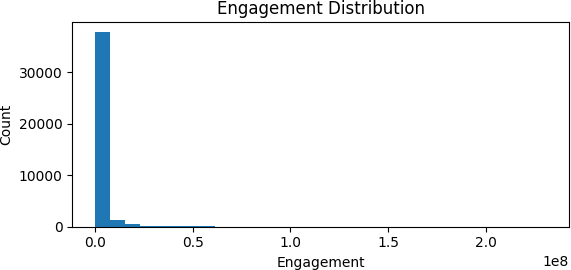 Engagement Distribution
Count
30000
20000
10000
0
0.0 0.5 1.0 1.5 2.0
1e8
Engagement